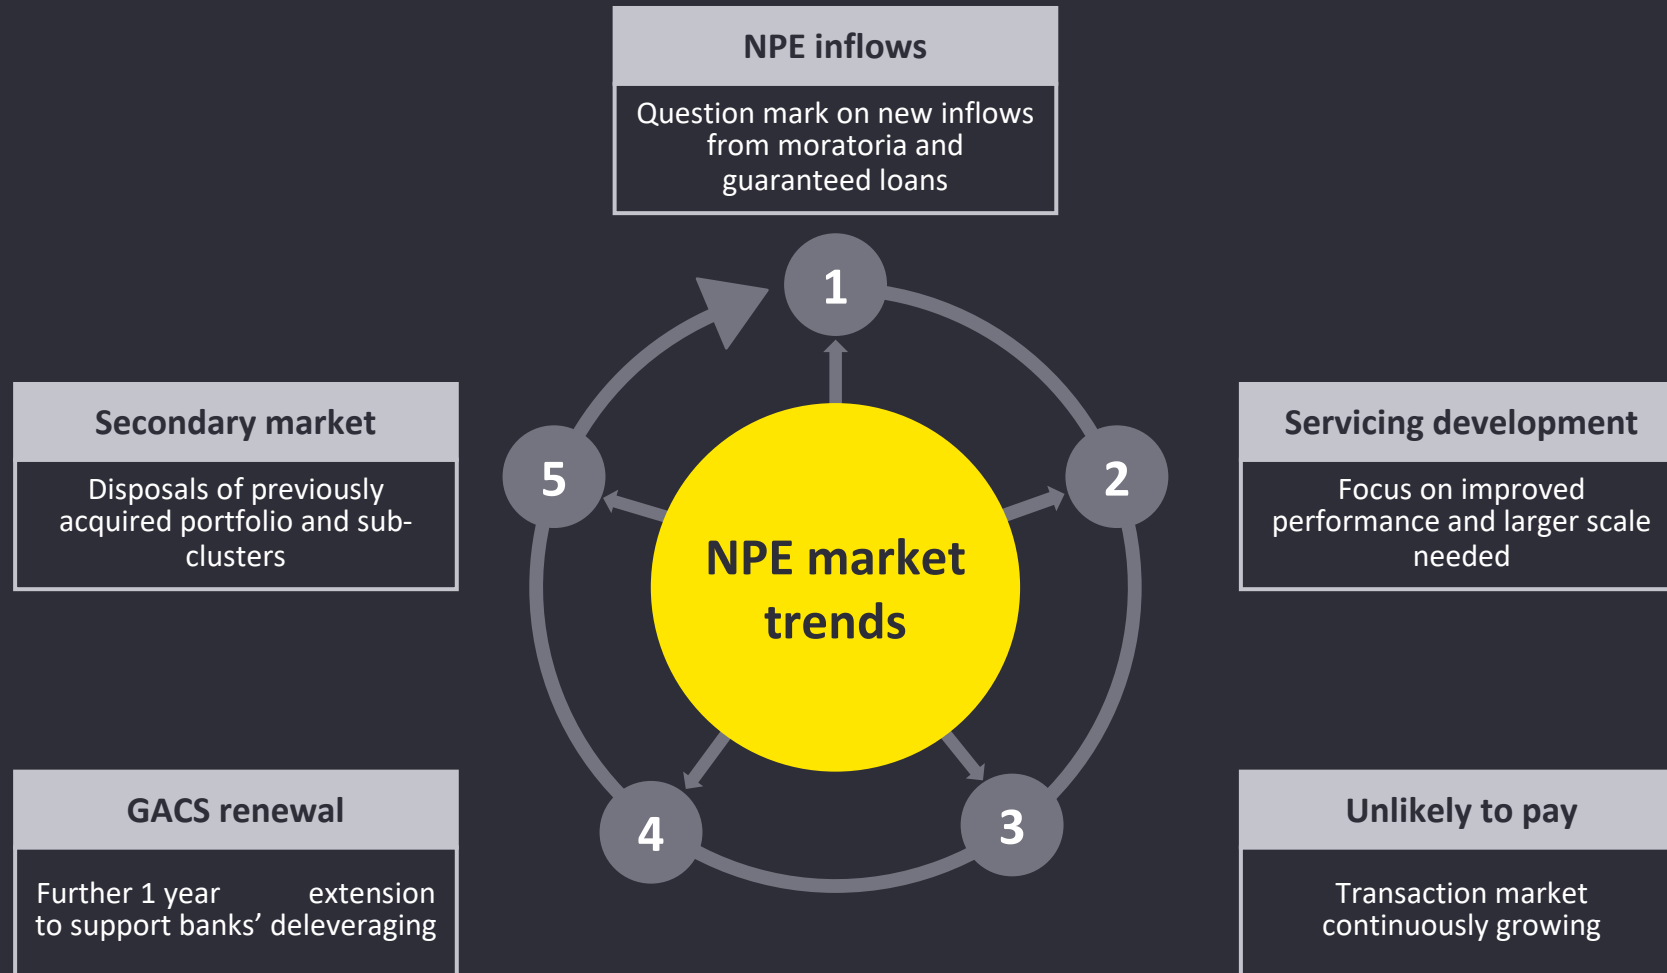 NPE inflows
Question mark on new inflows
from moratoria and
guaranteed loans
1
Secondary market
Disposals of previously
acquired portfolio and sub-
clusters
5
NPE market
trends
2
Servicing development
Focus on improved
performance and larger scale
needed
GACS renewal
Further 1 year extension
to support banks’ deleveraging
4
3
Unlikely to pay
Transaction market
continuously growing